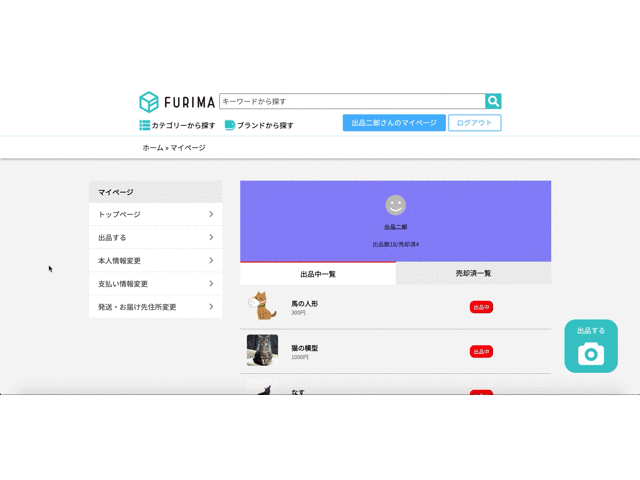 FURIMA
キーワードから探す
カテゴリーから探す
ブランドから探す
出品二郎さんのマイページ
ログアウト
ホーム » マイページ
マイページ
トップページ
出品する
本人情報変更
支払い情報変更
発送・お届け先住所変更
出品二郎
出品数18/売却済4
出品中一覧
売却済一覧
馬の人形
300円
出品中
猫の模型
1000円
出品中
なす
出品する